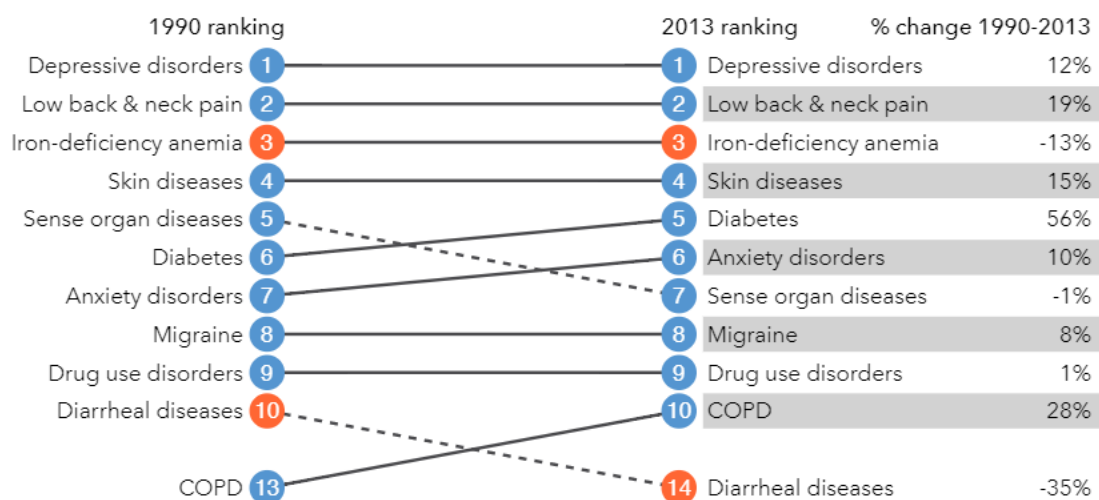 1990 ranking 2013 ranking % change 1990-2013
Depressive disorders 1 1 Depressive disorders 12%
Low back & neck pain 2 2 Low back & neck pain 19%
Iron-deficiency anemia 3 3 Iron-deficiency anemia -13%
Skin diseases 4 4 Skin diseases 15%
Sense organ diseases 5 5 Diabetes 56%
Diabetes 6 6 Anxiety disorders 10%
Anxiety disorders 7 7 Sense organ diseases -1%
Migraine 8 8 Migraine 8%
Drug use disorders 9 9 Drug use disorders 1%
Diarrheal diseases 10 10 COPD 28%
COPD 13 14 Diarrheal diseases -35%